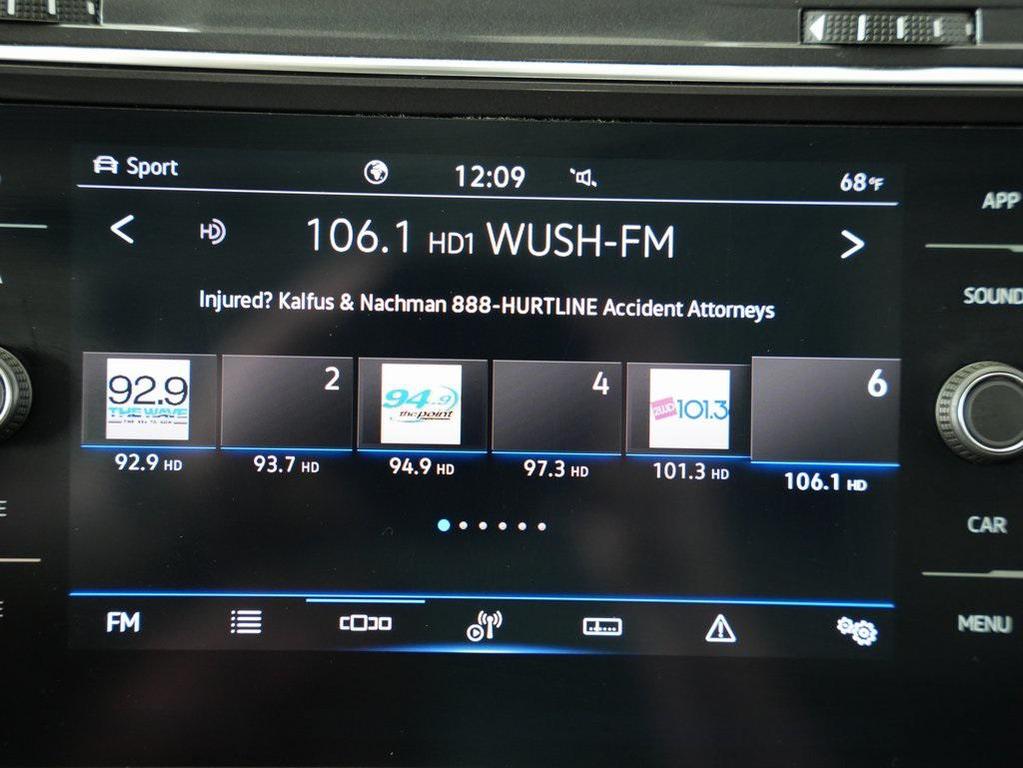 Sport 12:09 68°F
APP
106.1 HD1 WUSH-FM
SOUND
Injured? Kalfus & Nachman 888-HURTLINE Accident Attorneys
92.9 THE WAVE
2
94.9 the point
4
2WD 101.3
6
92.9 HD 93.7 HD 94.9 HD 97.3 HD 101.3 HD 106.1 HD
CAR
FM
MENU